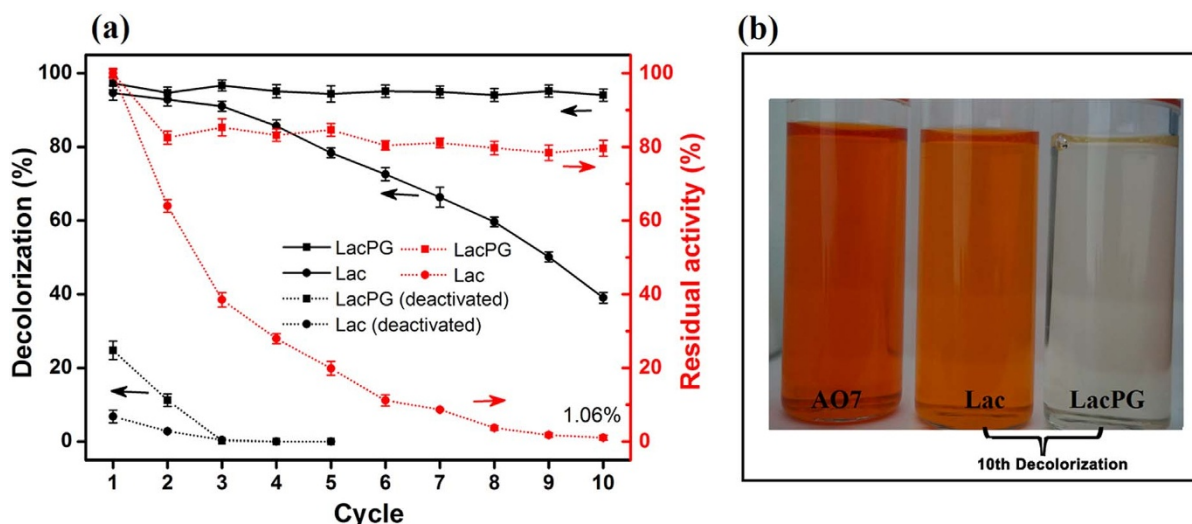 (a)
Decolorization (%)
100
80
60
40
20
0
LacPG
Lac
LacPG (deactivated)
Lac (deactivated)
LacPG
Lac
1.06%
100
80
60
40
20
0
Residual activity (%)
1 2 3 4 5 6 7 8 9 10
Cycle
(b)
AO7 Lac LacPG
10th Decolorization